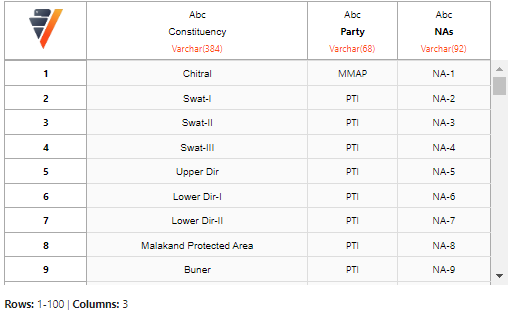 Abc Abc Abc
Constituency Party NAs
Varchar(384) Varchar(68) Varchar(92)
1 Chitral MMAP NA-1
2 Swat-I PTI NA-2
3 Swat-II PTI NA-3
4 Swat-III PTI NA-4
5 Upper Dir PTI NA-5
6 Lower Dir-I PTI NA-6
7 Lower Dir-II PTI NA-7
8 Malakand Protected Area PTI NA-8
9 Buner PTI NA-9
Rows: 1-100 | Columns: 3